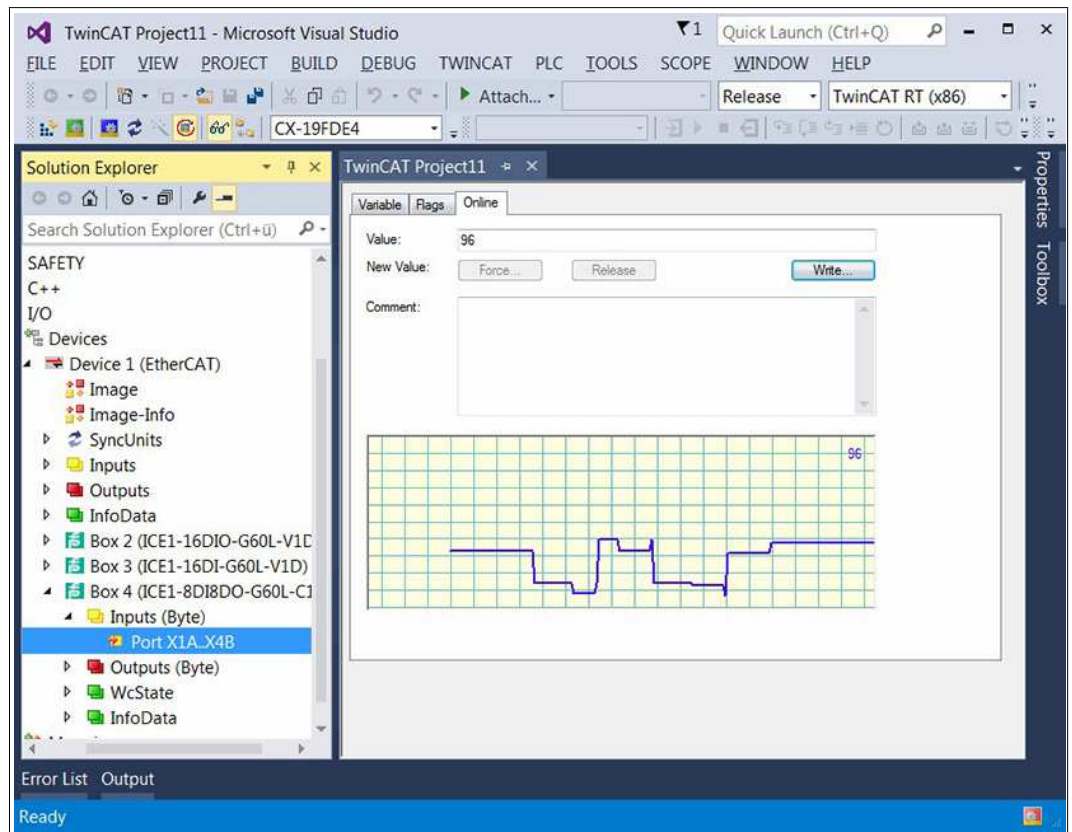 TwinCAT Project11 - Microsoft Visual Studio
1
Quick Launch (Ctrl+Q)
FILE EDIT VIEW PROJECT BUILD DEBUG TWINCAT PLC TOOLS SCOPE WINDOW HELP
Attach...
Release
TwinCAT RT (x86)
CX-19FDE4
Solution Explorer
Search Solution Explorer (Ctrl+ü)
SAFETY
C++
I/O
Devices
Device 1 (EtherCAT)
Image
Image-Info
SyncUnits
Inputs
Outputs
InfoData
Box 2 (ICE1-16DIO-G60L-V1D
Box 3 (ICE1-16DI-G60L-V1D)
Box 4 (ICE1-8DI8DO-G60L-C1
Inputs (Byte)
Port X1A..X4B
Outputs (Byte)
WcState
InfoData
TwinCAT Project11
Variable Flags Online
Value: 96
New Value: Force... Release Write...
Comment:
96
Properties
Toolbox
Error List Output
Ready